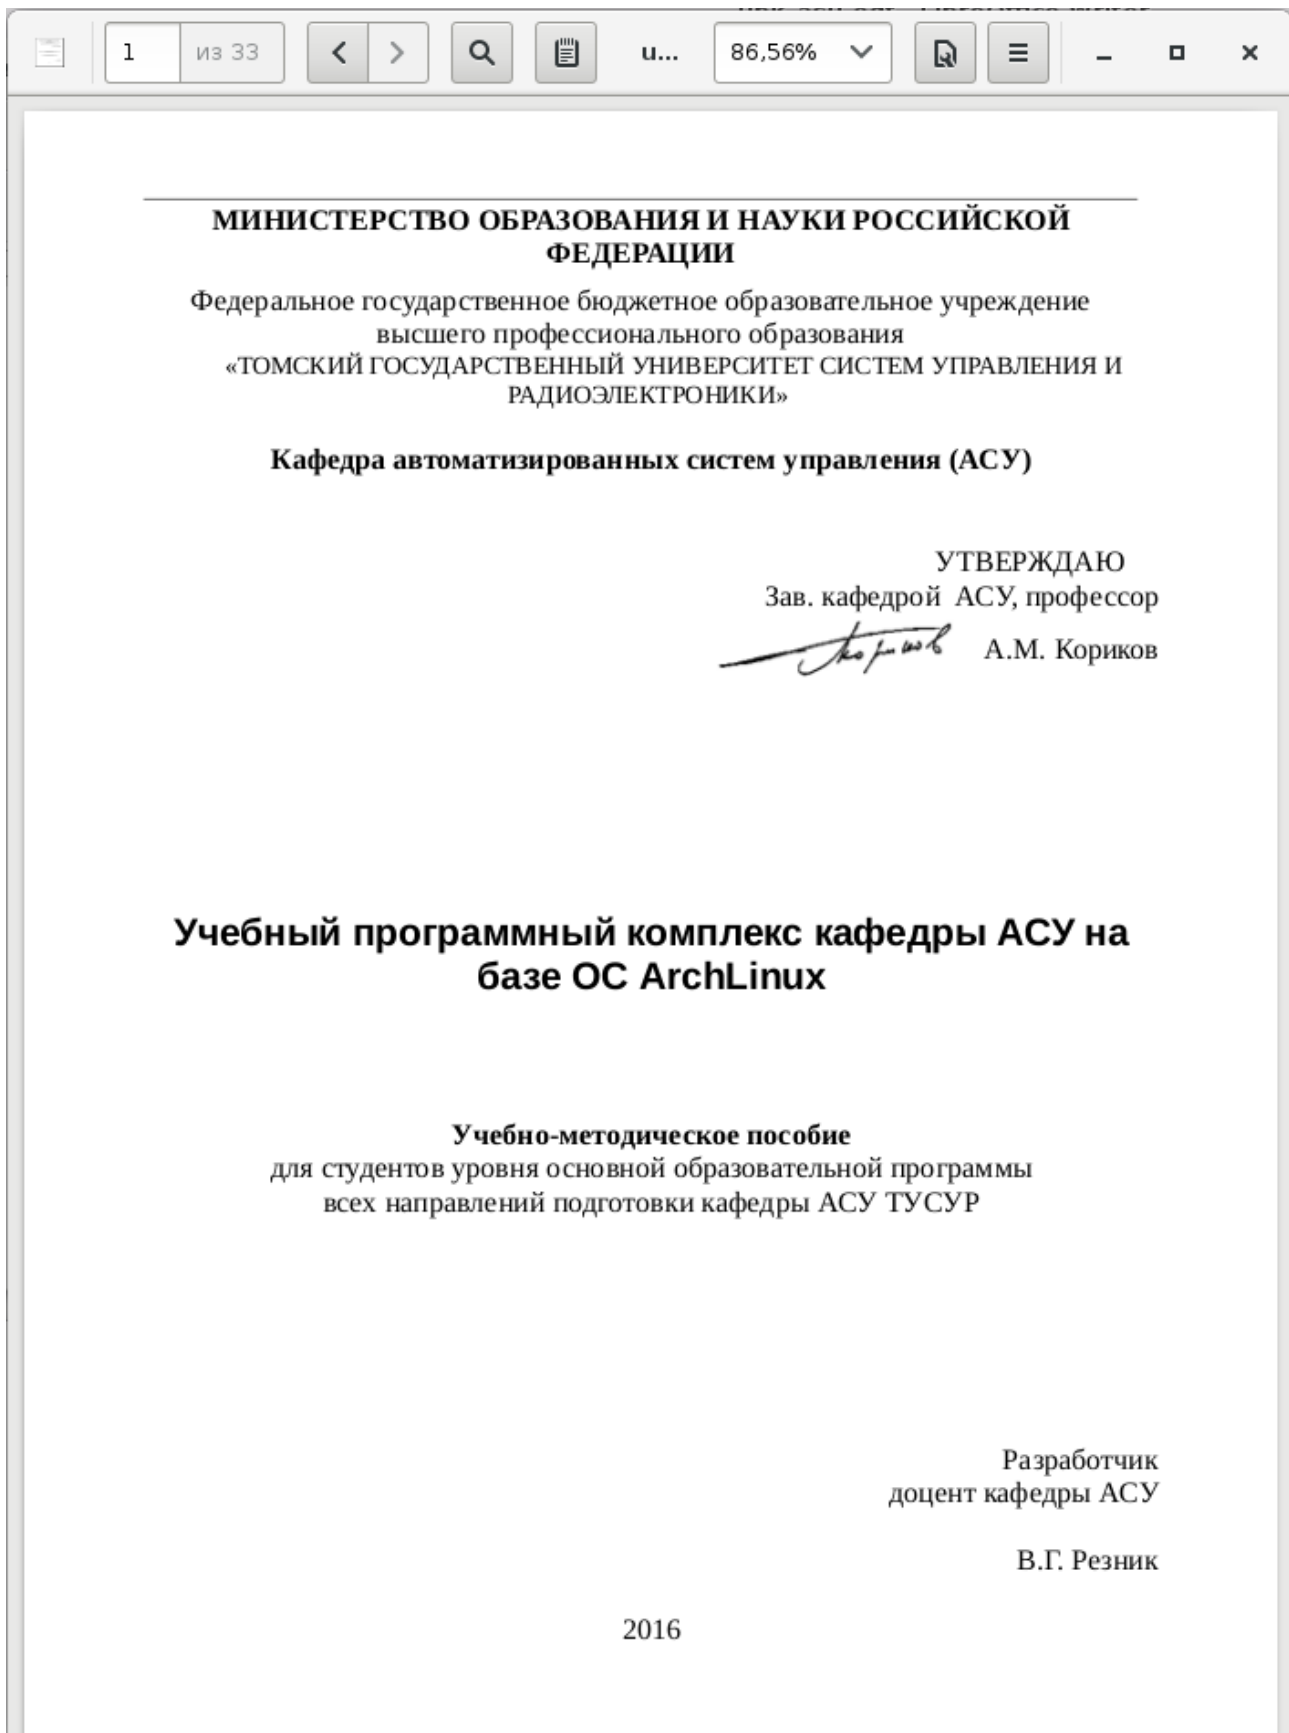 1 из 33 u... 86,56%
МИНИСТЕРСТВО ОБРАЗОВАНИЯ И НАУКИ РОССИЙСКОЙ
ФЕДЕРАЦИИ
Федеральное государственное бюджетное образовательное учреждение
высшего профессионального образования
«ТОМСКИЙ ГОСУДАРСТВЕННЫЙ УНИВЕРСИТЕТ СИСТЕМ УПРАВЛЕНИЯ И
РАДИОЭЛЕКТРОНИКИ»
Кафедра автоматизированных систем управления (АСУ)
УТВЕРЖДАЮ
Зав. кафедрой АСУ, профессор
А.М. Кориков
Учебный программный комплекс кафедры АСУ на
базе ОС ArchLinux
Учебно-методическое пособие
для студентов уровня основной образовательной программы
всех направлений подготовки кафедры АСУ ТУСУР
Разработчик
доцент кафедры АСУ
В.Г. Резник
2016